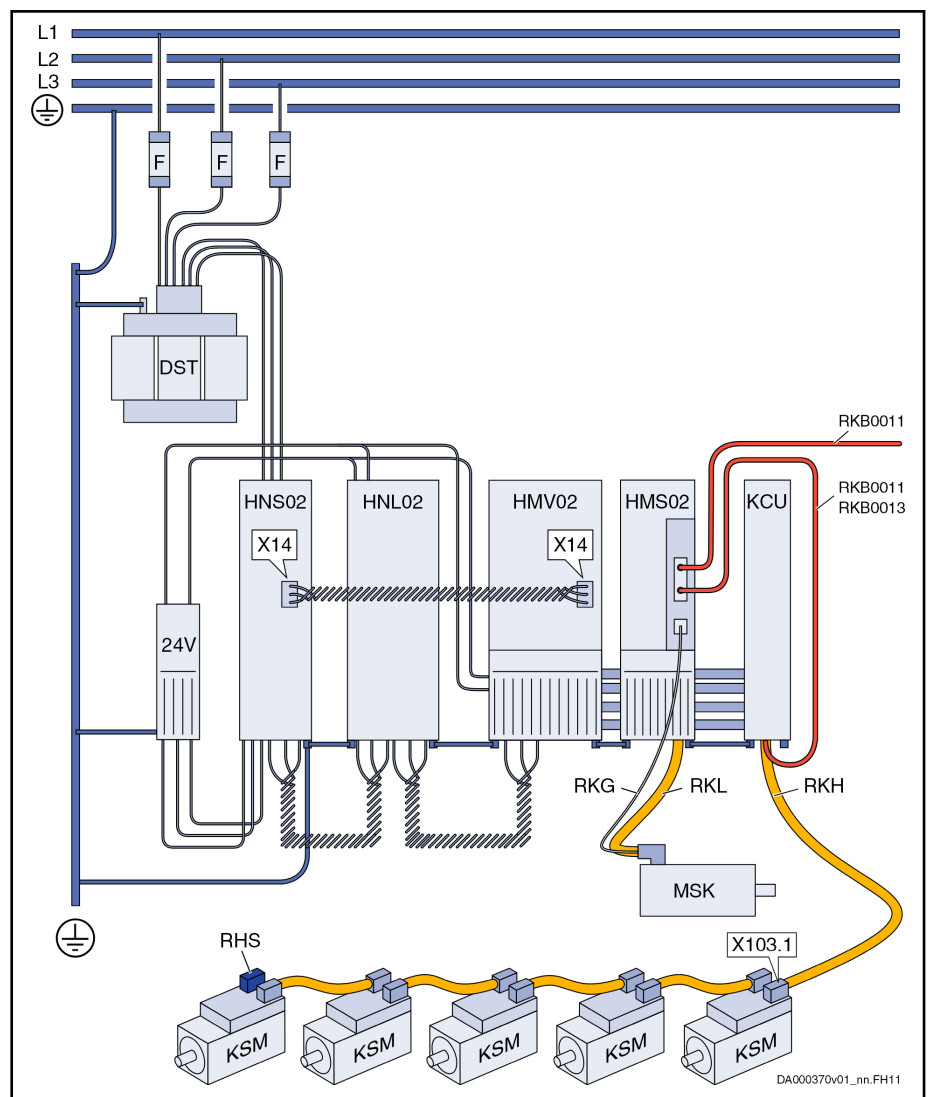 L1
L2
L3
F F F
DST
RKB0011
RKB0011
RKB0013
HNS02 HNL02 HMV02 HMS02 KCU
X14 X14
24V
RKG RKL RKH
MSK
RHS X103.1
KSM KSM KSM KSM KSM
DA000370v01_nn.FH11